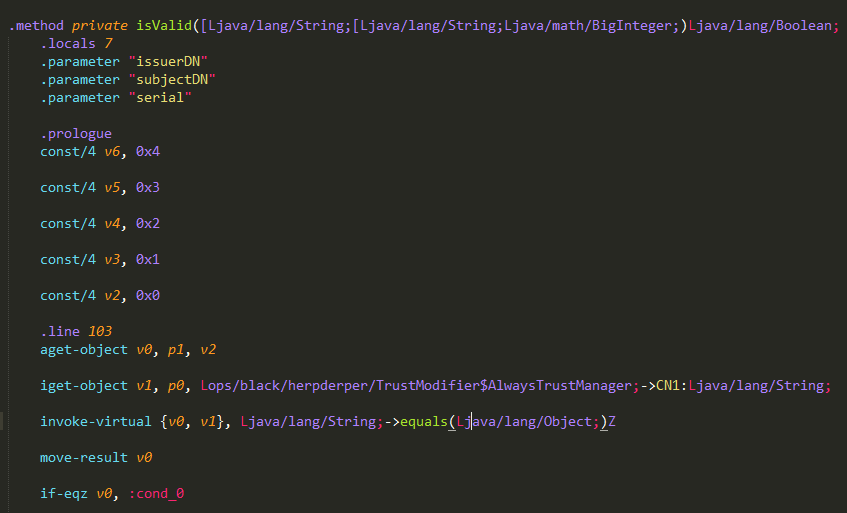 .method private isValid([Ljava/lang/String;[Ljava/lang/String;Ljava/math/BigInteger;)Ljava/lang/Boolean;
.locals 7
.parameter "issuerDN"
.parameter "subjectDN"
.parameter "serial"
.prologue
const/4 v6, 0x4
const/4 v5, 0x3
const/4 v4, 0x2
const/4 v3, 0x1
const/4 v2, 0x0
.line 103
aget-object v0, p1, v2
iget-object v1, p0, Lops/black/herpderper/TrustModifier$AlwaysTrustManager;->CN1:Ljava/lang/String;
invoke-virtual {v0, v1}, Ljava/lang/String;->equals(Ljava/lang/Object;)Z
move-result v0
if-eqz v0, :cond_0